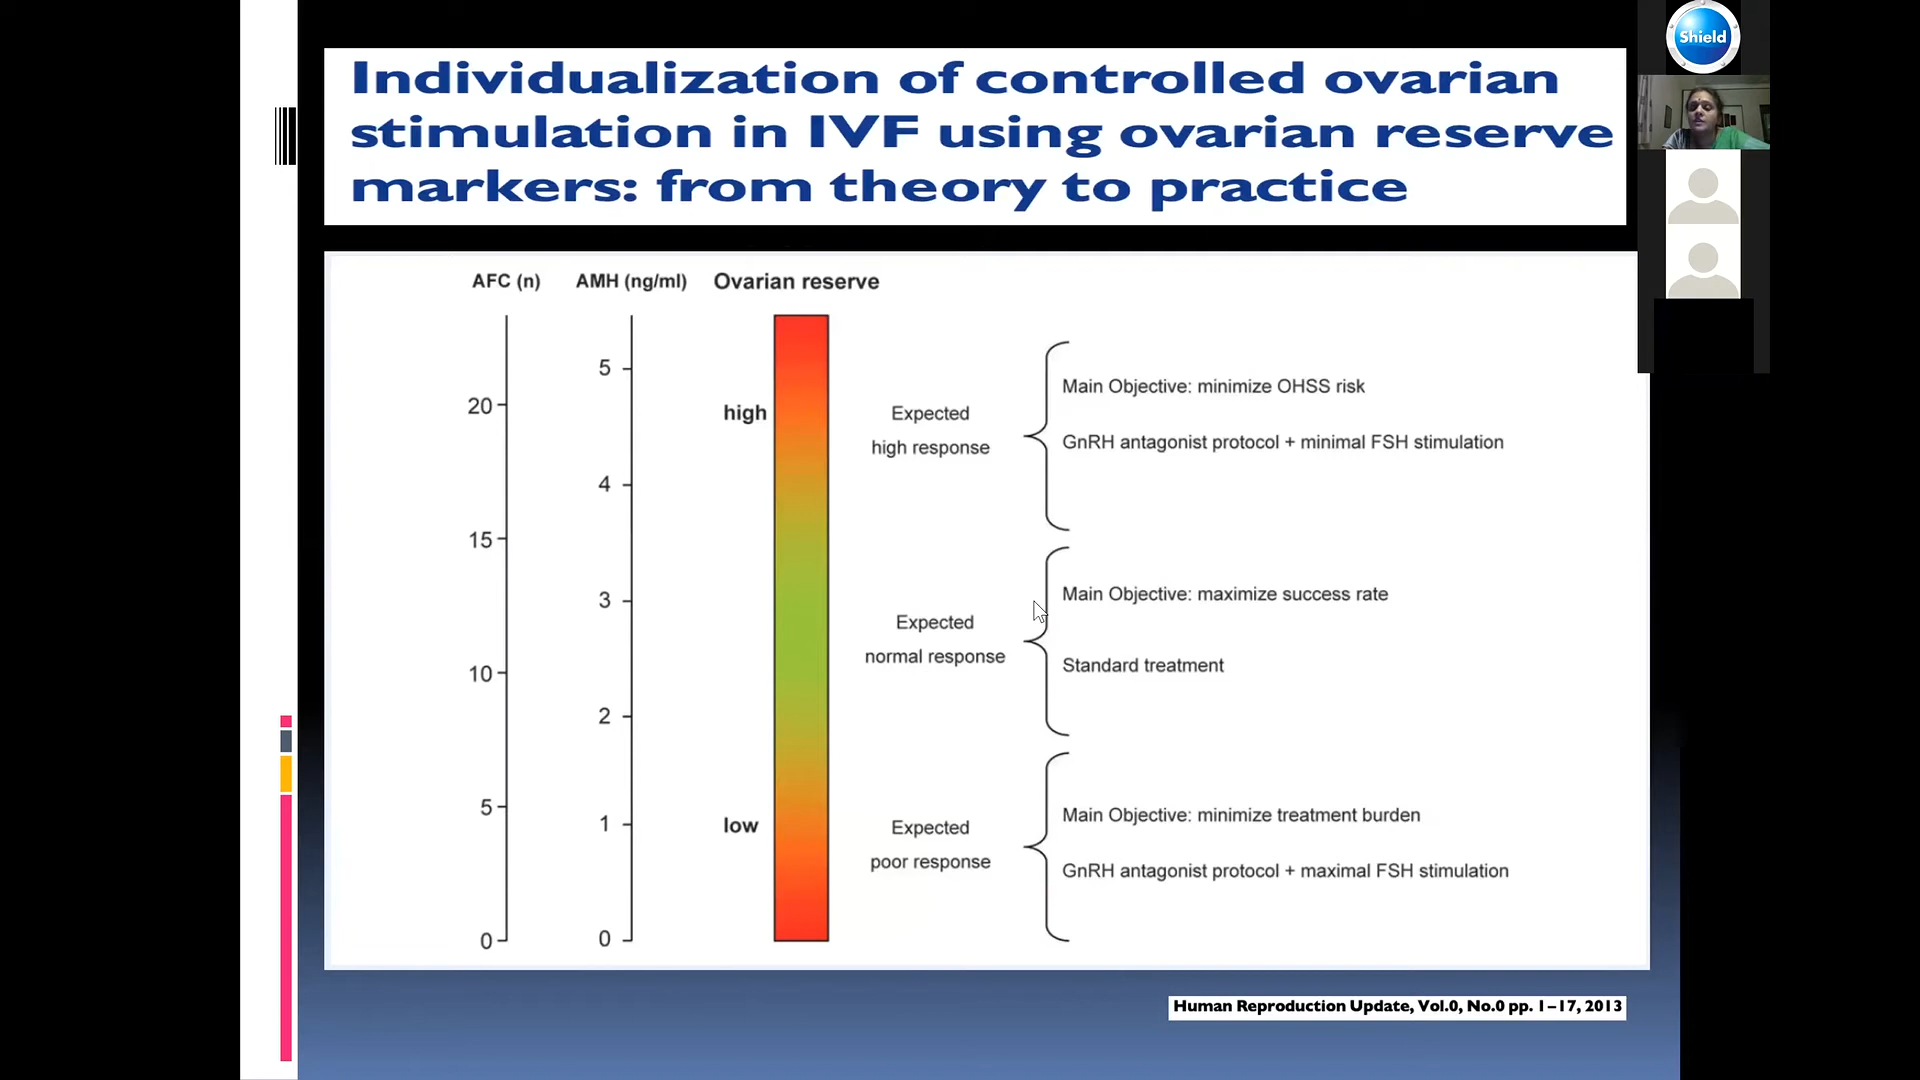 Individualization of controlled ovarian
stimulation in IVF using ovarian reserve
markers: from theory to practice
Shield
AFC (n) AMH (ng/ml) Ovarian reserve
5
20
high
Expected
high response
Main Objective: minimize OHSS risk
GnRH antagonist protocol + minimal FSH stimulation
4
15
3
Expected
normal response
Main Objective: maximize success rate
Standard treatment
10
2
5
1
low
Expected
poor response
Main Objective: minimize treatment burden
GnRH antagonist protocol + maximal FSH stimulation
0
0
Human Reproduction Update, Vol.0, No.0 pp. 1–17, 2013